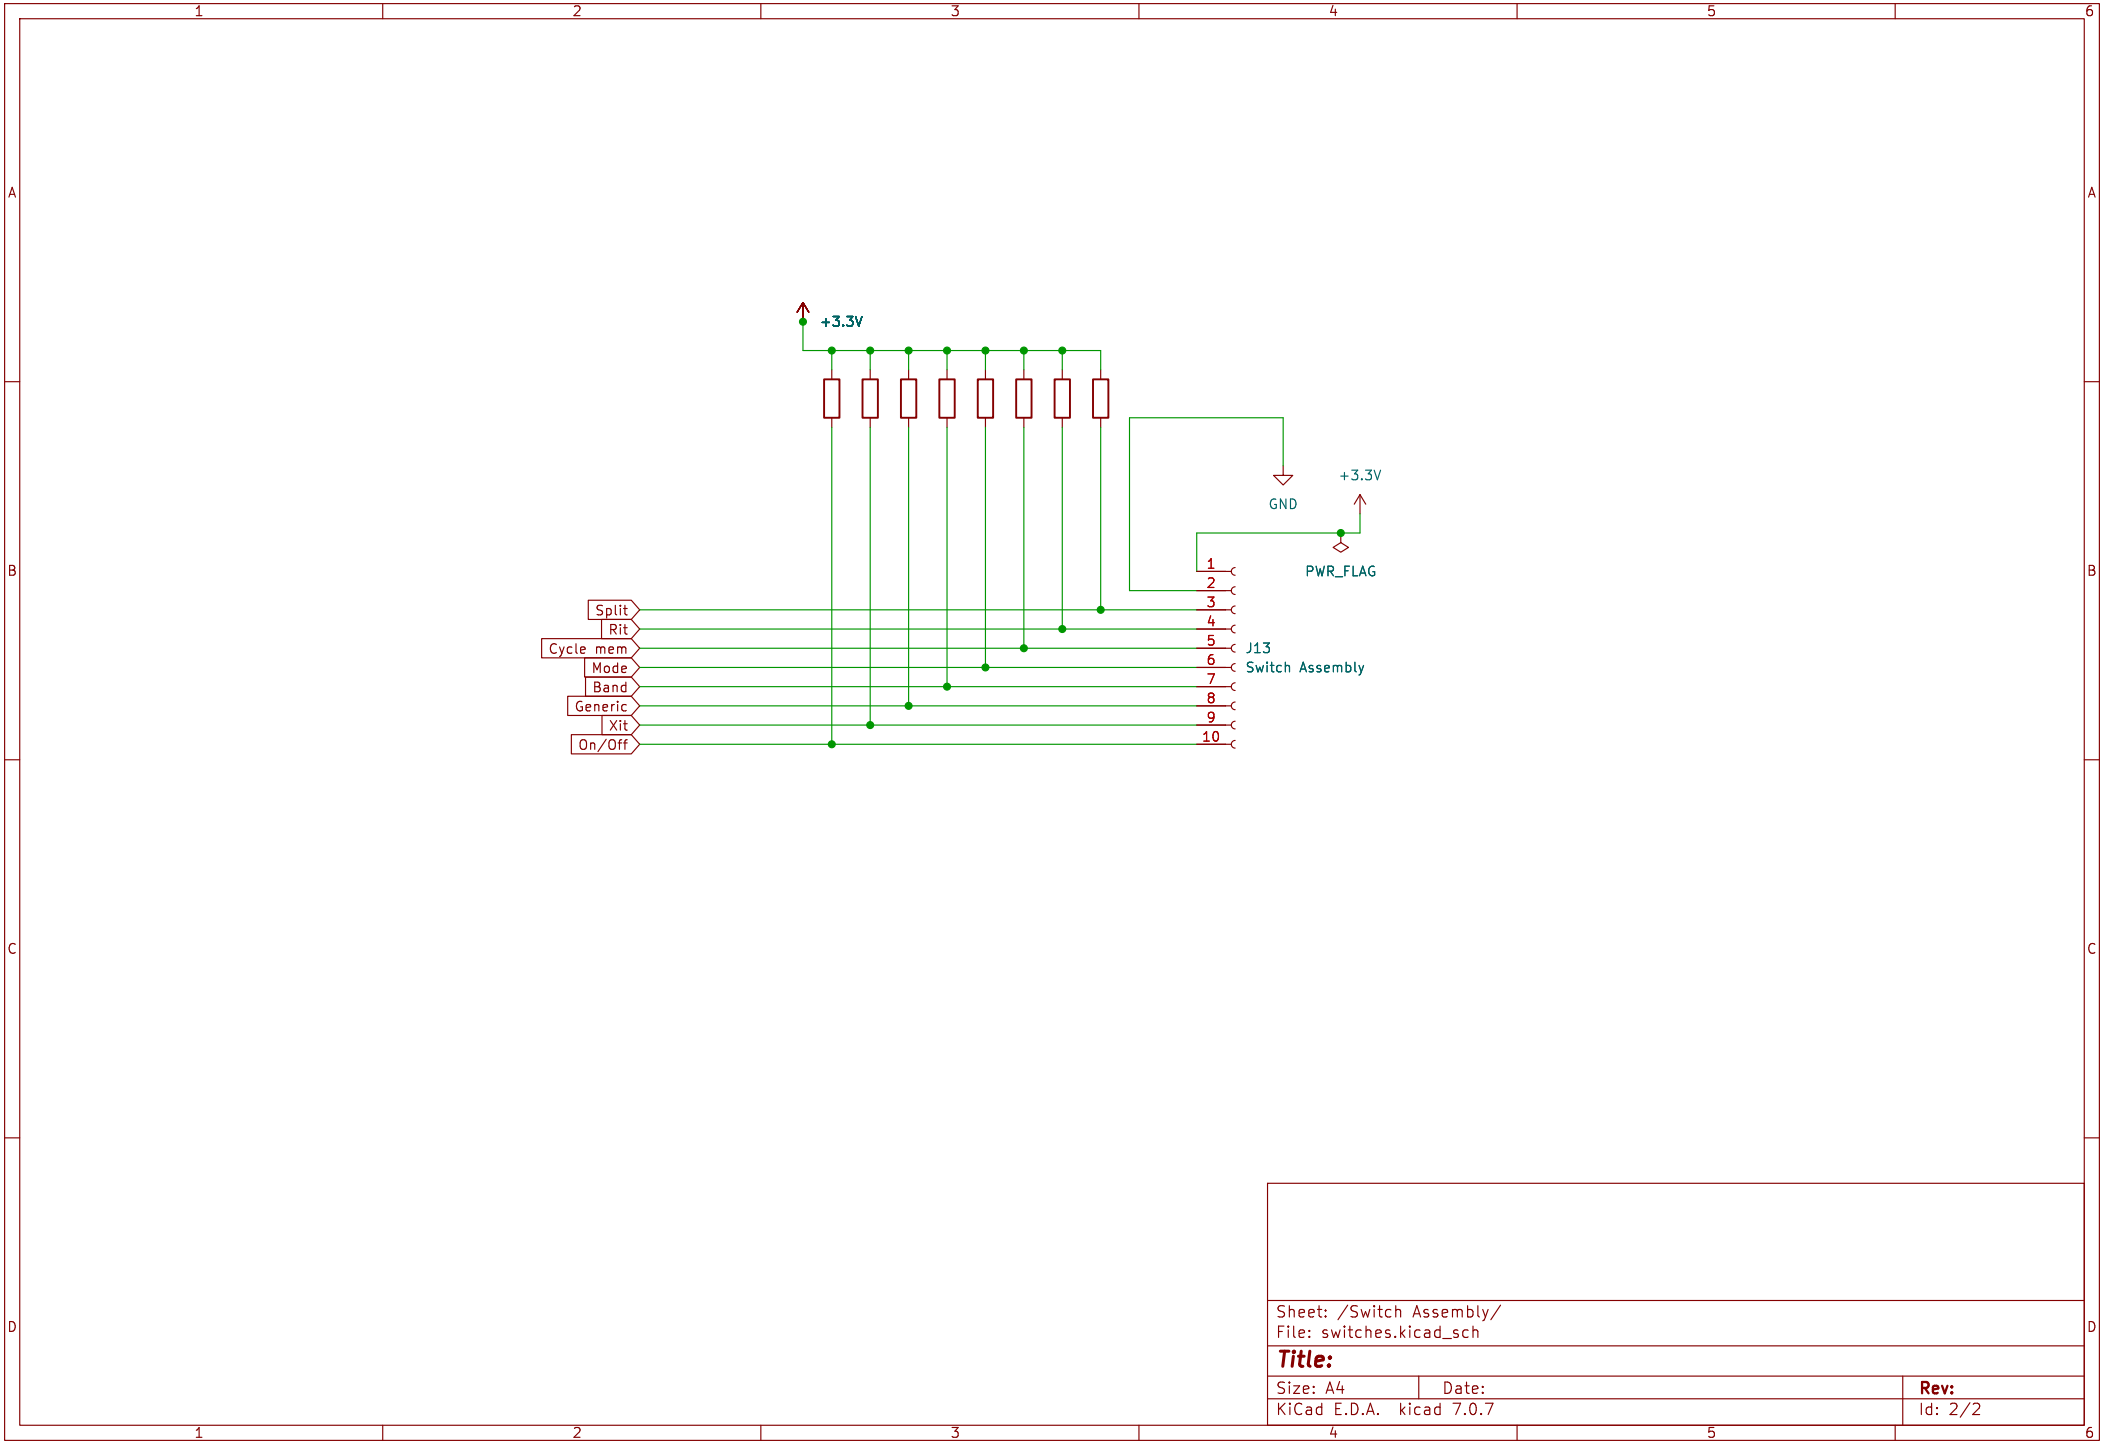 1 2 3 4 5 6
A A
+3.3V
+3.3V
GND
B B
1
PWR_FLAG
2
Split 3
Rit 4
Cycle mem 5 J13
Mode 6 Switch Assembly
Band 7
Generic 8
Xit 9
On/Off 10
C C
Sheet: /Switch Assembly/
D D
File: switches.kicad_sch
Title:
Size: A4 Date: Rev:
KiCad E.D.A. kicad 7.0.7 Id: 2/2
1 2 3 4 5 6